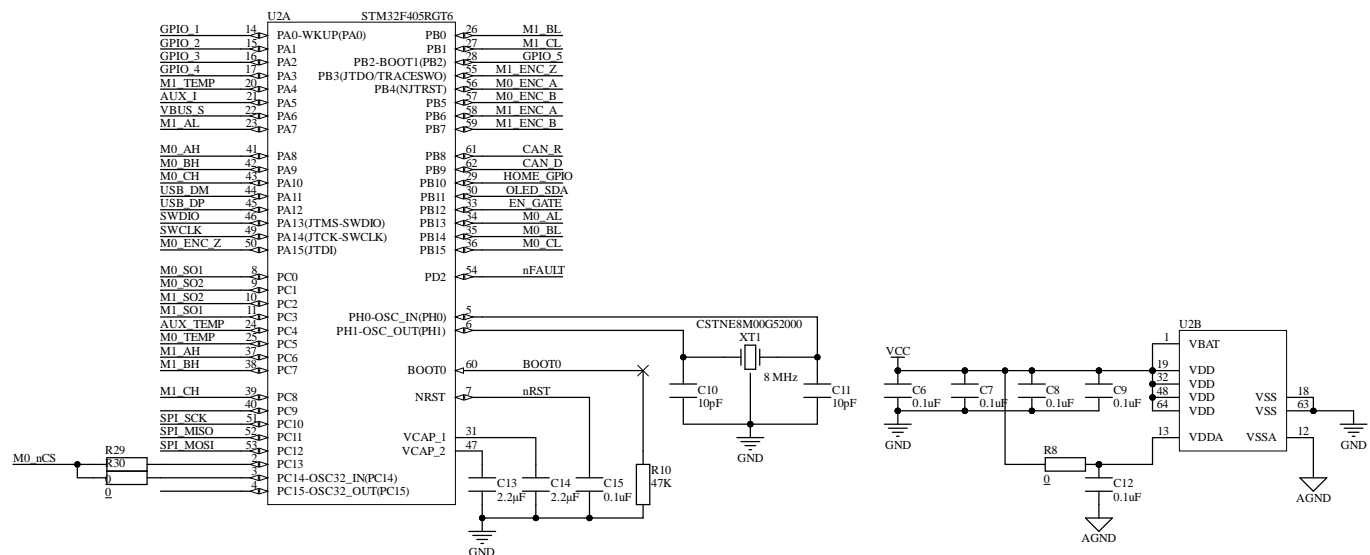 U2A STM32F405RGT6
GPIO_1 14 PA0-WKUP(PA0) PB0 26 M1_BL
GPIO_2 15 PA1 PB1 27 M1_CL
GPIO_3 16 PA2 PB2-BOOT1(PB2) 28 GPIO_5
GPIO_4 17 PA3 PB3(JTDO/TRACESWO) 55 M1_ENC_Z
M1_TEMP 20 PA4 PB4(NJTRST) 56 M0_ENC_A
AUX_I 21 PA5 PB5 57 M0_ENC_B
VBUS_S 22 PA6 PB6 58 M1_ENC_A
M1_AL 23 PA7 PB7 59 M1_ENC_B
M0_AH 41 PA8 PB8 61 CAN_R
M0_BH 42 PA9 PB9 62 CAN_D
M0_CH 43 PA10 PB10 29 HOME_GPIO
USB_DM 44 PA11 PB11 30 OLED_SDA
USB_DP 45 PA12 PB12 33 EN_GATE
SWDIO 46 PA13(JTMS-SWDIO) PB13 34 M0_AL
SWCLK 49 PA14(JTCK-SWCLK) PB14 35 M0_BL
M0_ENC_Z 50 PA15(JTDI) PB15 36 M0_CL
M0_SO1 8 PC0 PD2 54 nFAULT
M0_SO2 9 PC1
M1_SO2 10 PC2
M1_SO1 11 PC3 PH0-OSC_IN(PH0) 5
AUX_TEMP 24 PC4 PH1-OSC_OUT(PH1) 6
M0_TEMP 25 PC5
M1_AH 37 PC6
M1_BH 38 PC7 BOOT0 60 BOOT0
M1_CH 39 PC8 NRST 7 nRST
40 PC9
SPI_SCK 51 PC10
SPI_MISO 52 PC11 VCAP_1 31
SPI_MOSI 53 PC12 VCAP_2 47
M0_nCS R29 2 PC13
R30 3 PC14-OSC32_IN(PC14)
0 4 PC15-OSC32_OUT(PC15)
0
CSTNE8M00G52000
XT1
8 MHz
C10
10pF
C11
10pF
GND
C13
2.2μF
C14
2.2μF
C15
0.1uF
R10
47K
GND
U2B
VCC
1 VBAT
19 VDD
32 VDD
48 VDD VSS 18
64 VDD VSS 63
13 VDDA VSSA 12
C6
0.1uF
C7
0.1uF
C8
0.1uF
C9
0.1uF
GND
GND
R8
0
C12
0.1uF
AGND
AGND